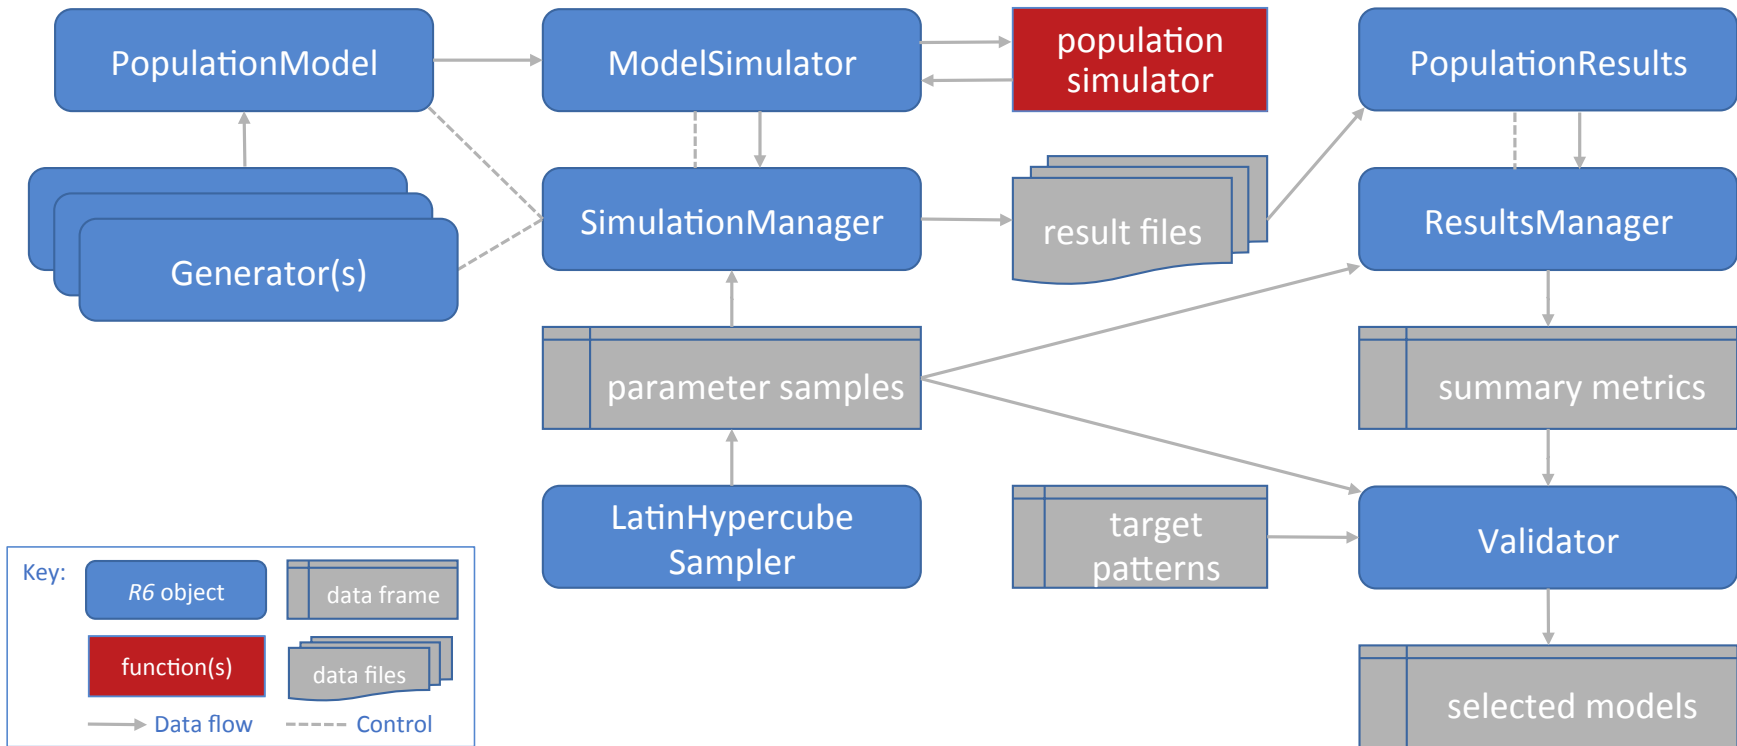 PopulationModel
ModelSimulator
population
simulator
PopulationResults
Generator(s)
SimulationManager
result files
ResultsManager
parameter samples
summary metrics
LatinHypercube
Sampler
target
patterns
Validator
selected models
Key:
R6 object
data frame
function(s)
data files
Data flow
Control